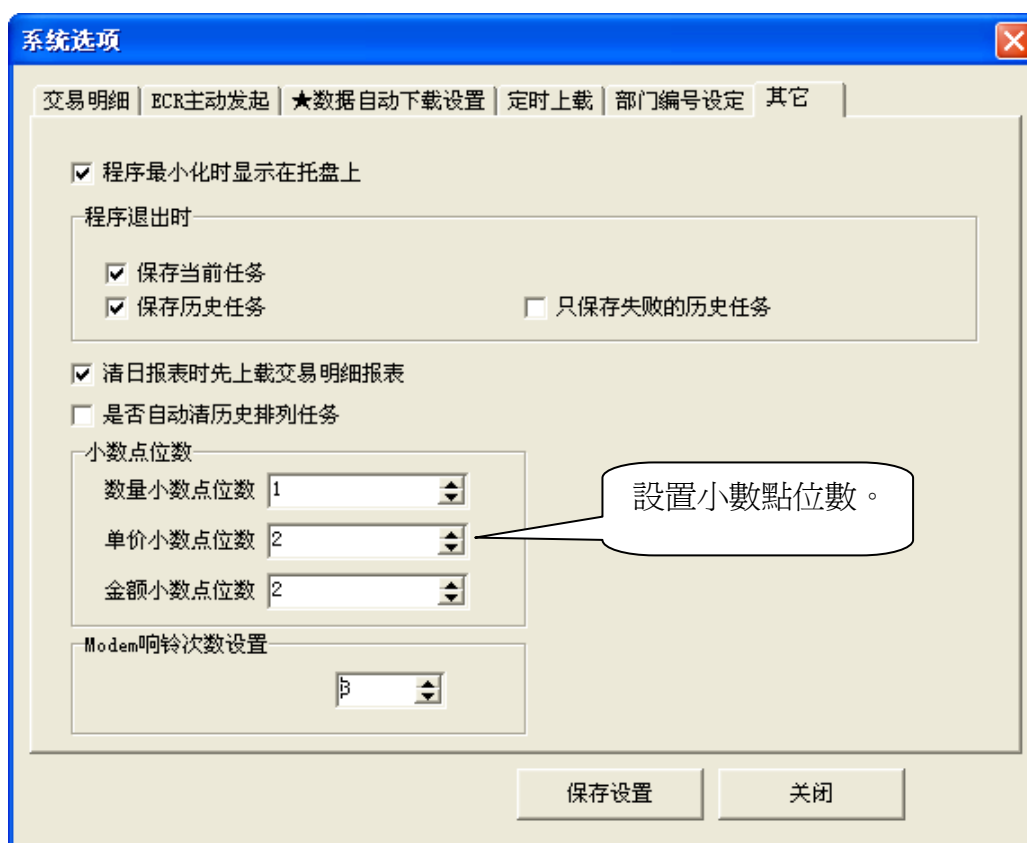 系统选项
交易明细 ECR主动发起 ★数据自动下载设置 定时上载 部门编号设定 其它
程序最小化时显示在托盘上
程序退出时
保存当前任务
保存历史任务 只保存失败的历史任务
清日报表时先上载交易明细报表
是否自动清历史排列任务
小数点位数
数量小数点位数 1
单价小数点位数 2
設置小數點位數。
金额小数点位数 2
Modem响铃次数设置
3
保存设置 关闭